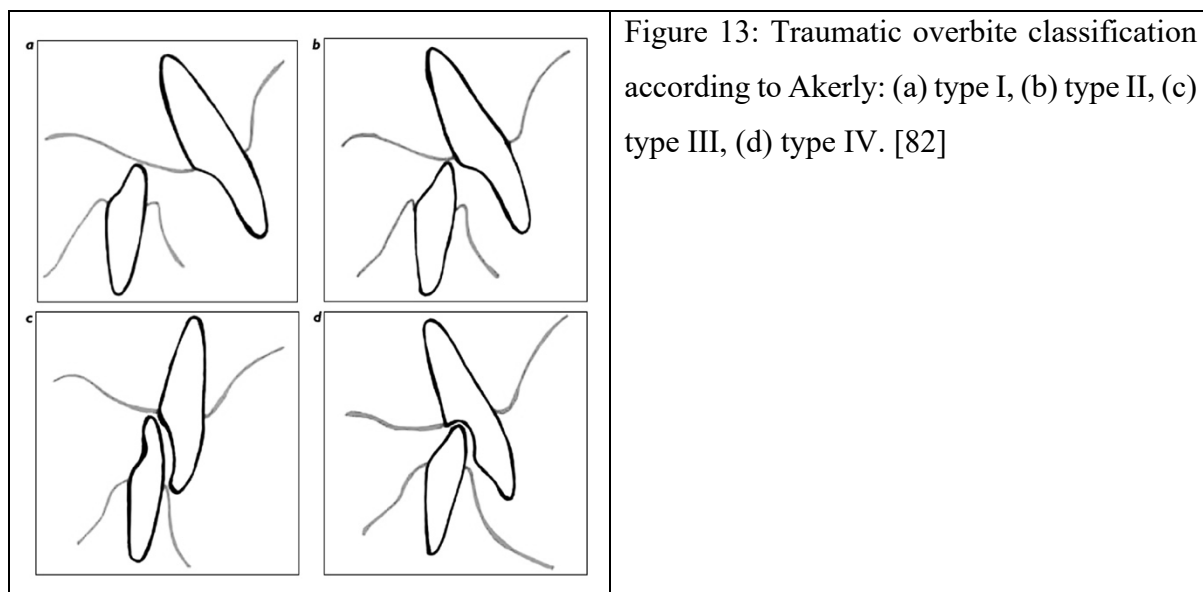 a
b
c
d
Figure 13: Traumatic overbite classification
according to Akerly: (a) type I, (b) type II, (c)
type III, (d) type IV. [82]